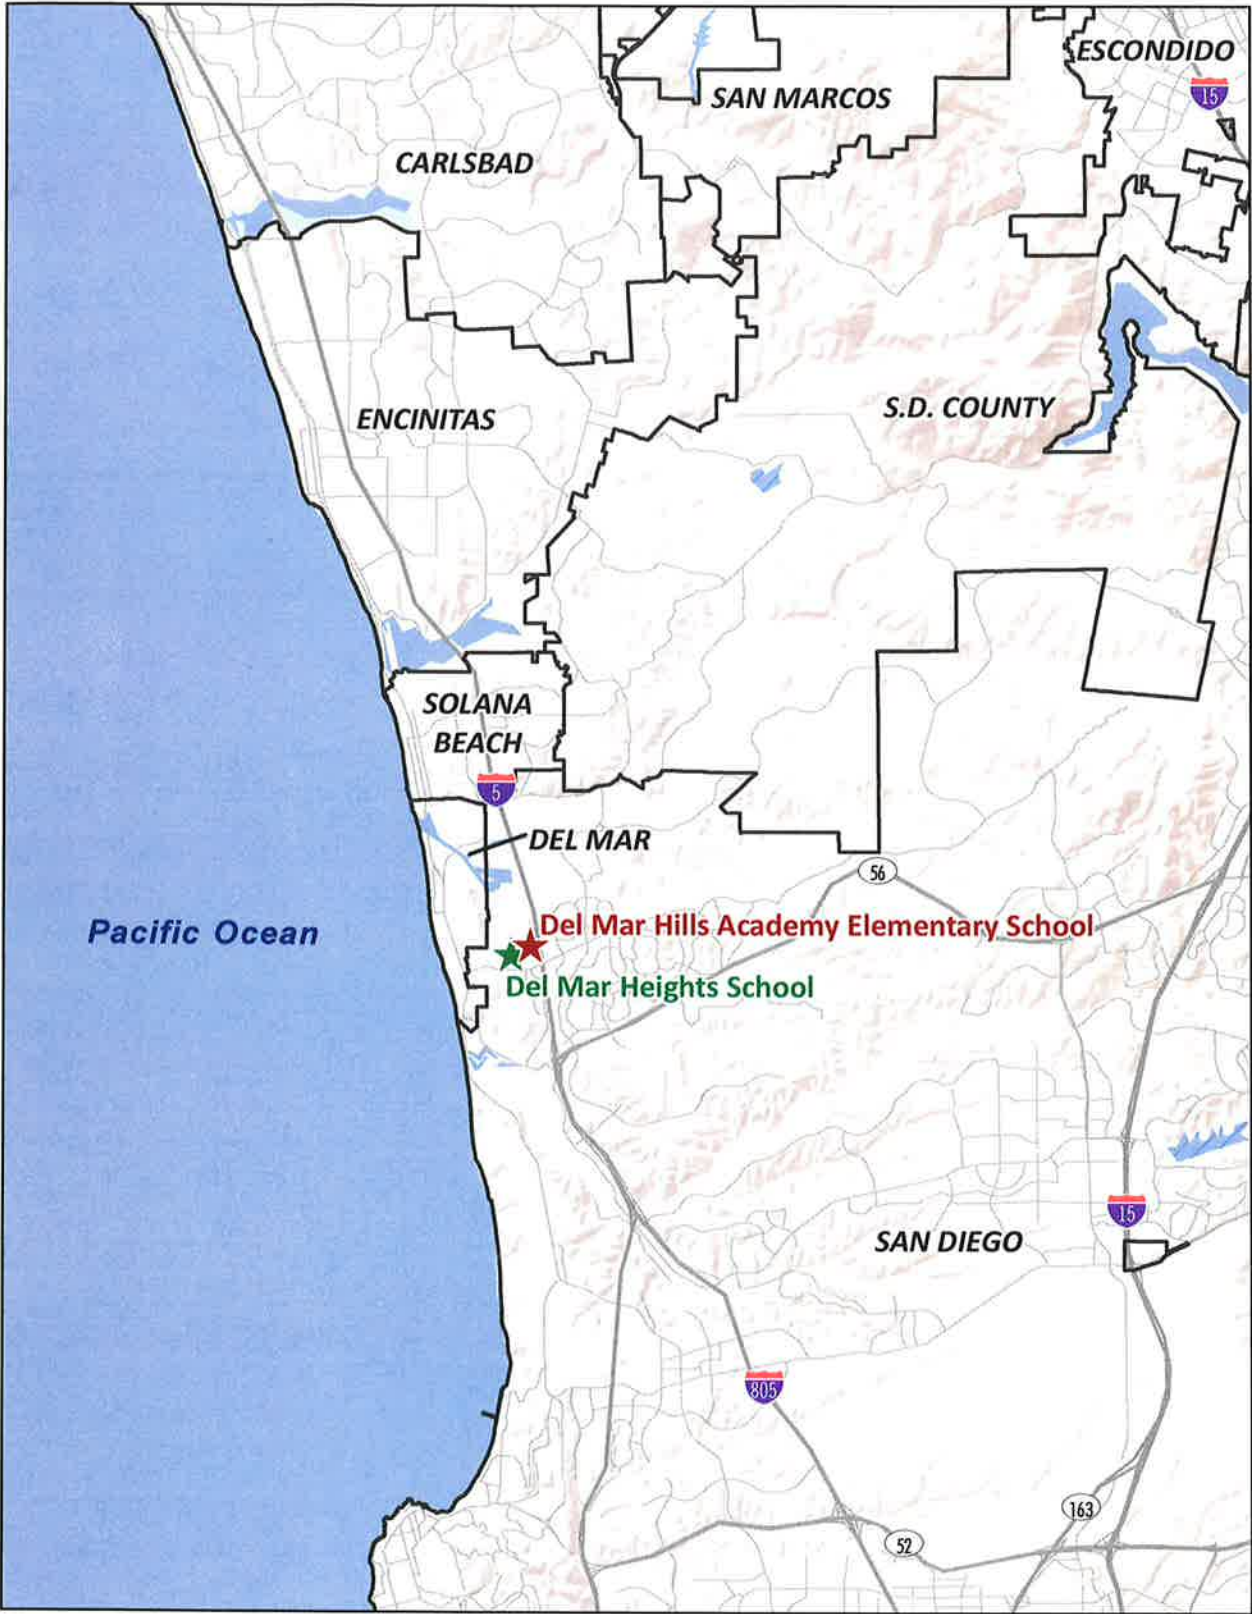 ESCONDIDO
15
SAN MARCOS
CARLSBAD
ENCINITAS
S.D. COUNTY
SOLANA
BEACH
5
DEL MAR
56
Del Mar Hills Academy Elementary School
Pacific Ocean
Del Mar Heights School
15
SAN DIEGO
805
163
52